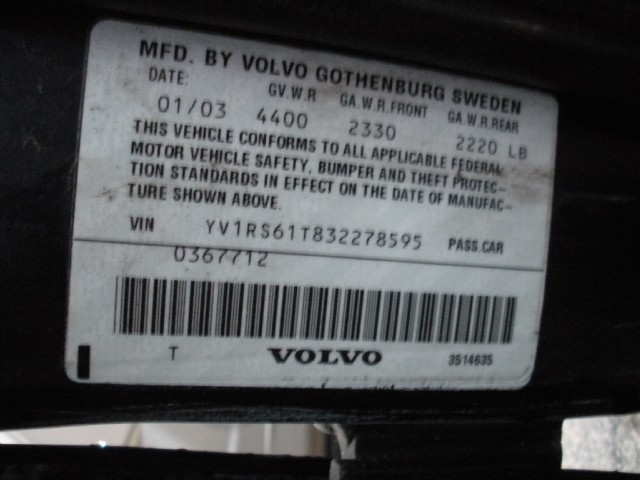 MFD. BY VOLVO GOTHENBURG SWEDEN
DATE: GV.W.R GA.W.R.FRONT GA.W.R.REAR
01/03 4400 2330 2220 LB
THIS VEHICLE CONFORMS TO ALL APPLICABLE FEDERAL
MOTOR VEHICLE SAFETY, BUMPER AND THEFT PROTEC-
TION STANDARDS IN EFFECT ON THE DATE OF MANUFAC-
TURE SHOWN ABOVE.
VIN YV1RS61T832278595 PASS.CAR
0367712
T VOLVO 3514635